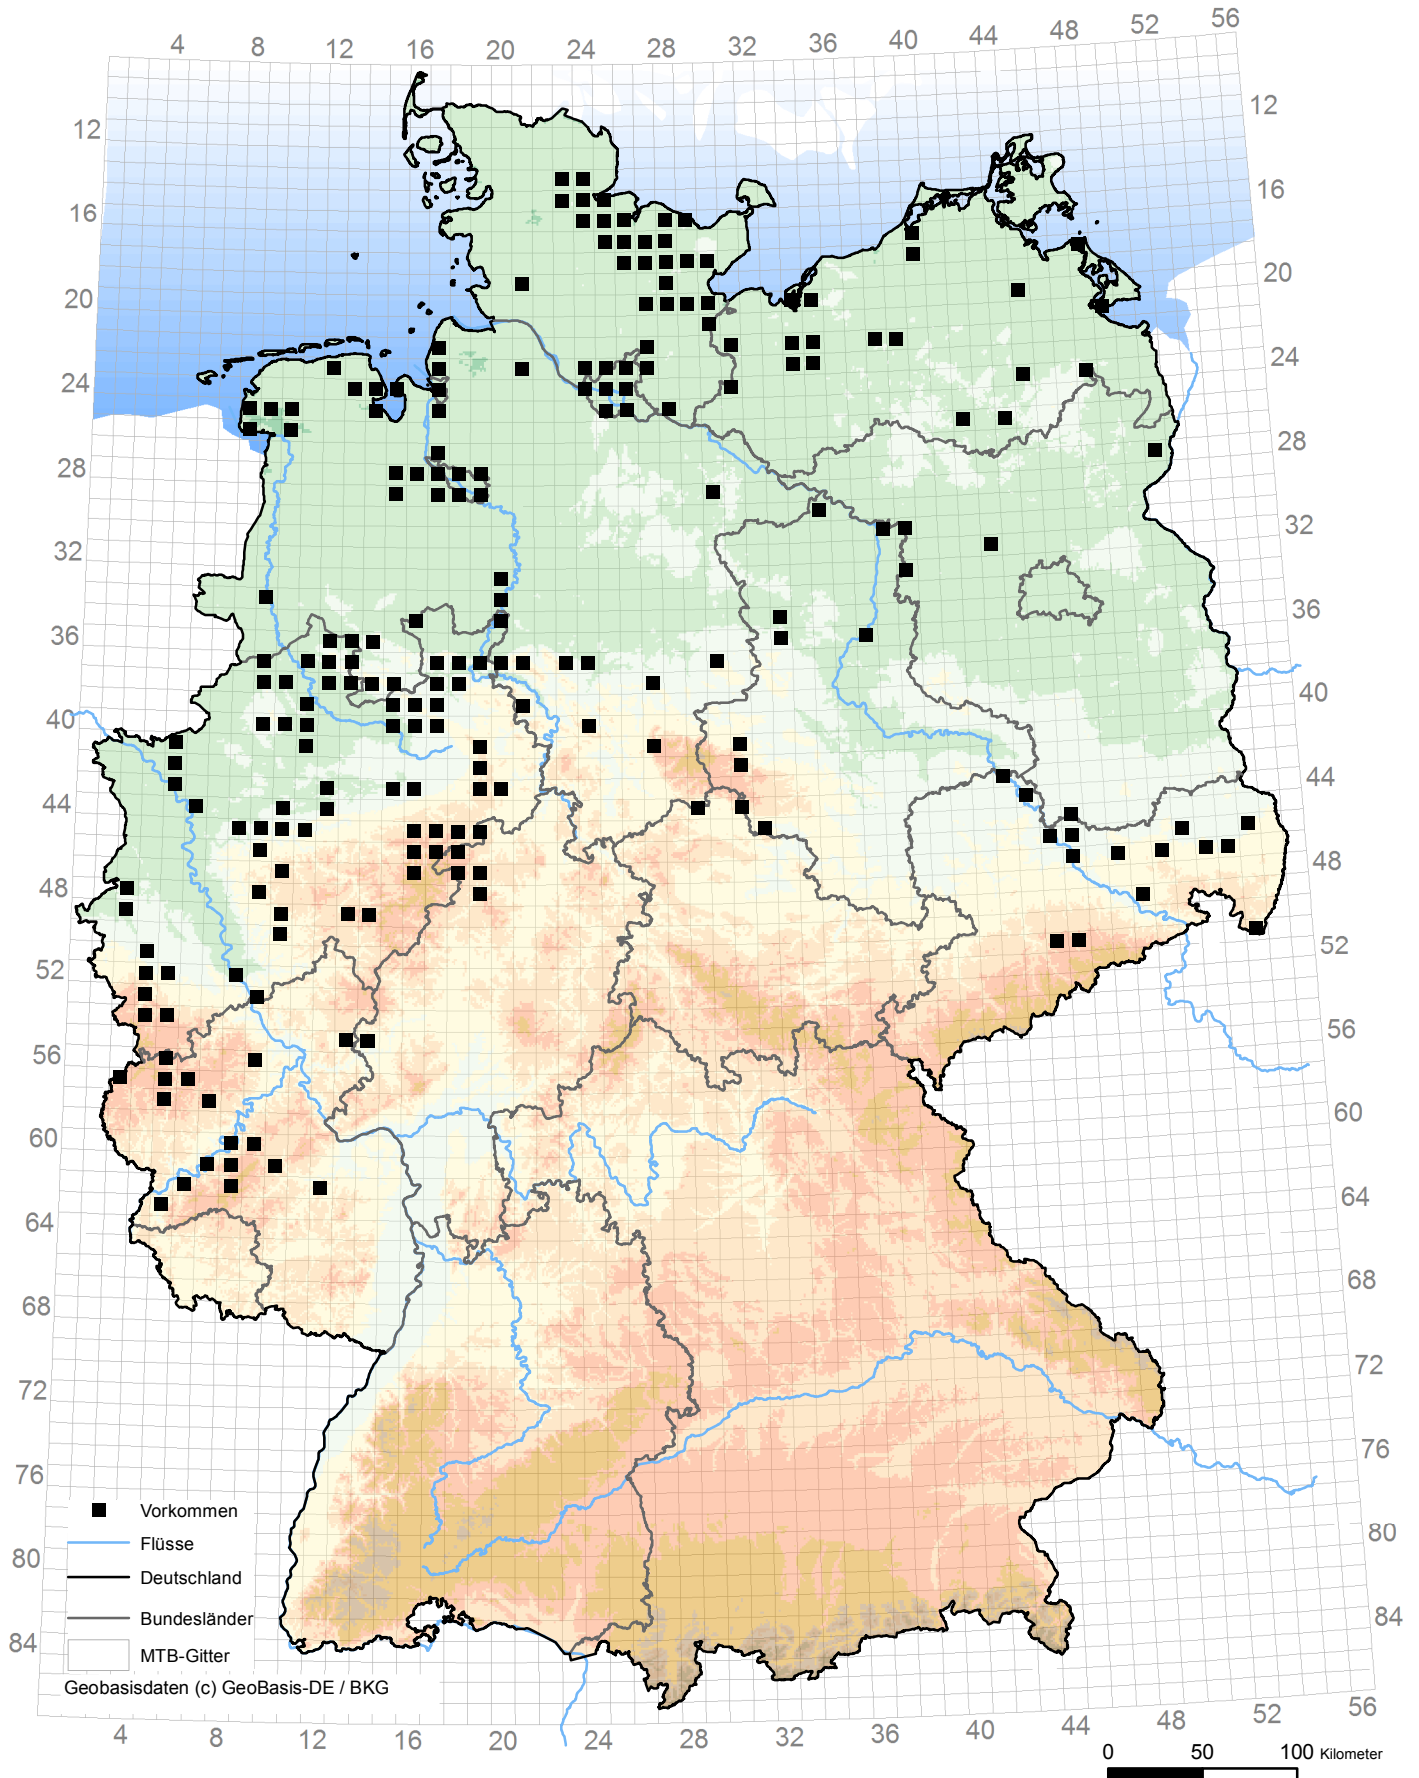 4 8 12 16 20 24 28 32 36 40 44 48 52 56
12 12
16 16
20 20
24 24
28 28
32 32
36 36
40 40
44 44
48 48
52 52
56 56
60 60
64 64
68 68
72 72
76 76
80 80
84 84
Vorkommen
Flüsse
Deutschland
Bundesländer
MTB-Gitter
Geobasisdaten (c) GeoBasis-DE / BKG
4 8 12 16 20 24 28 32 36 40 44 48 52 56
0 50 100 Kilometer